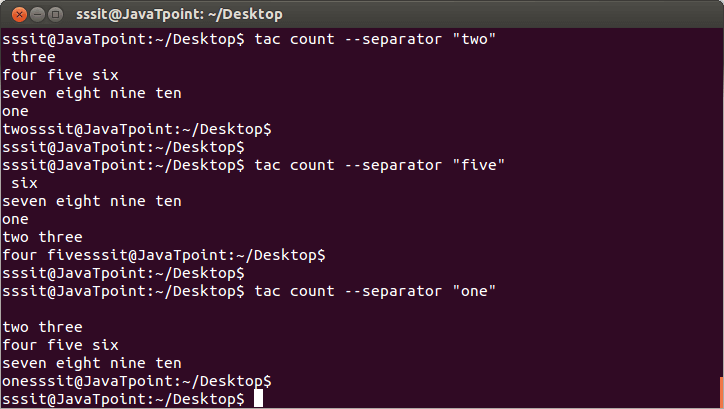 sssit@JavaTpoint: ~/Desktop
sssit@JavaTpoint:~/Desktop$ tac count --separator "two"
 three
four five six
seven eight nine ten
one
twosssit@JavaTpoint:~/Desktop$
sssit@JavaTpoint:~/Desktop$
sssit@JavaTpoint:~/Desktop$ tac count --separator "five"
 six
seven eight nine ten
one
two three
four fivesssit@JavaTpoint:~/Desktop$
sssit@JavaTpoint:~/Desktop$
sssit@JavaTpoint:~/Desktop$ tac count --separator "one"

two three
four five six
seven eight nine ten
onesssit@JavaTpoint:~/Desktop$
sssit@JavaTpoint:~/Desktop$